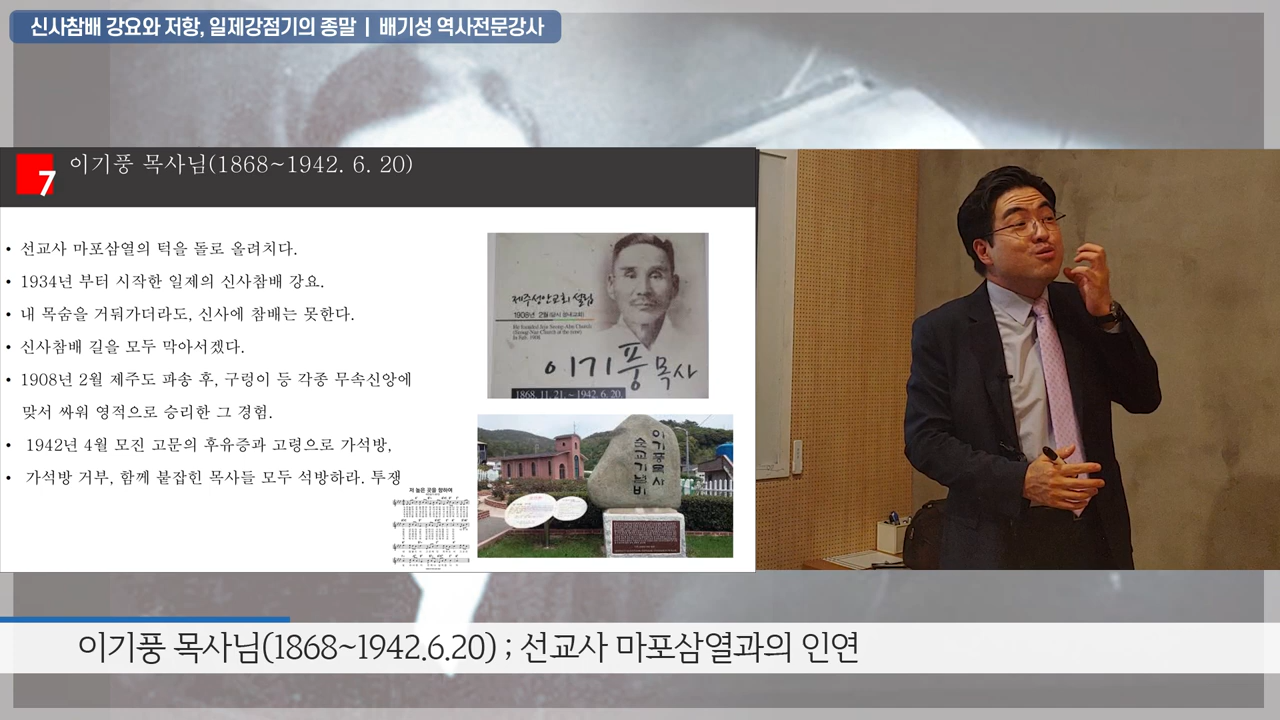 신사참배 강요와 저항, 일제강점기의 종말 | 배기성 역사전문강사
7
이기풍 목사님(1868~1942. 6. 20)
• 선교사 마포삼열의 턱을 돌로 올려치다.
• 1934년 부터 시작한 일제의 신사참배 강요.
• 내 목숨을 거둬가더라도, 신사에 참배는 못한다.
• 신사참배 길을 모두 막아서겠다.
• 1908년 2월 제주도 파송 후, 구렁이 등 각종 무속신앙에
맞서 싸워 영적으로 승리한 그 경험.
• 1942년 4월 모진 고문의 후유증과 고령으로 가석방,
• 가석방 거부, 함께 붙잡힌 목사들 모두 석방하라. 투쟁
제주성안교회 설립
1908년 2월
이기풍 목사
1868. 11. 21. ~ 1942. 6. 20.
이기풍목사
순교기념비
저 높은 곳을 향하여
이기풍 목사님(1868~1942.6.20) ; 선교사 마포삼열과의 인연